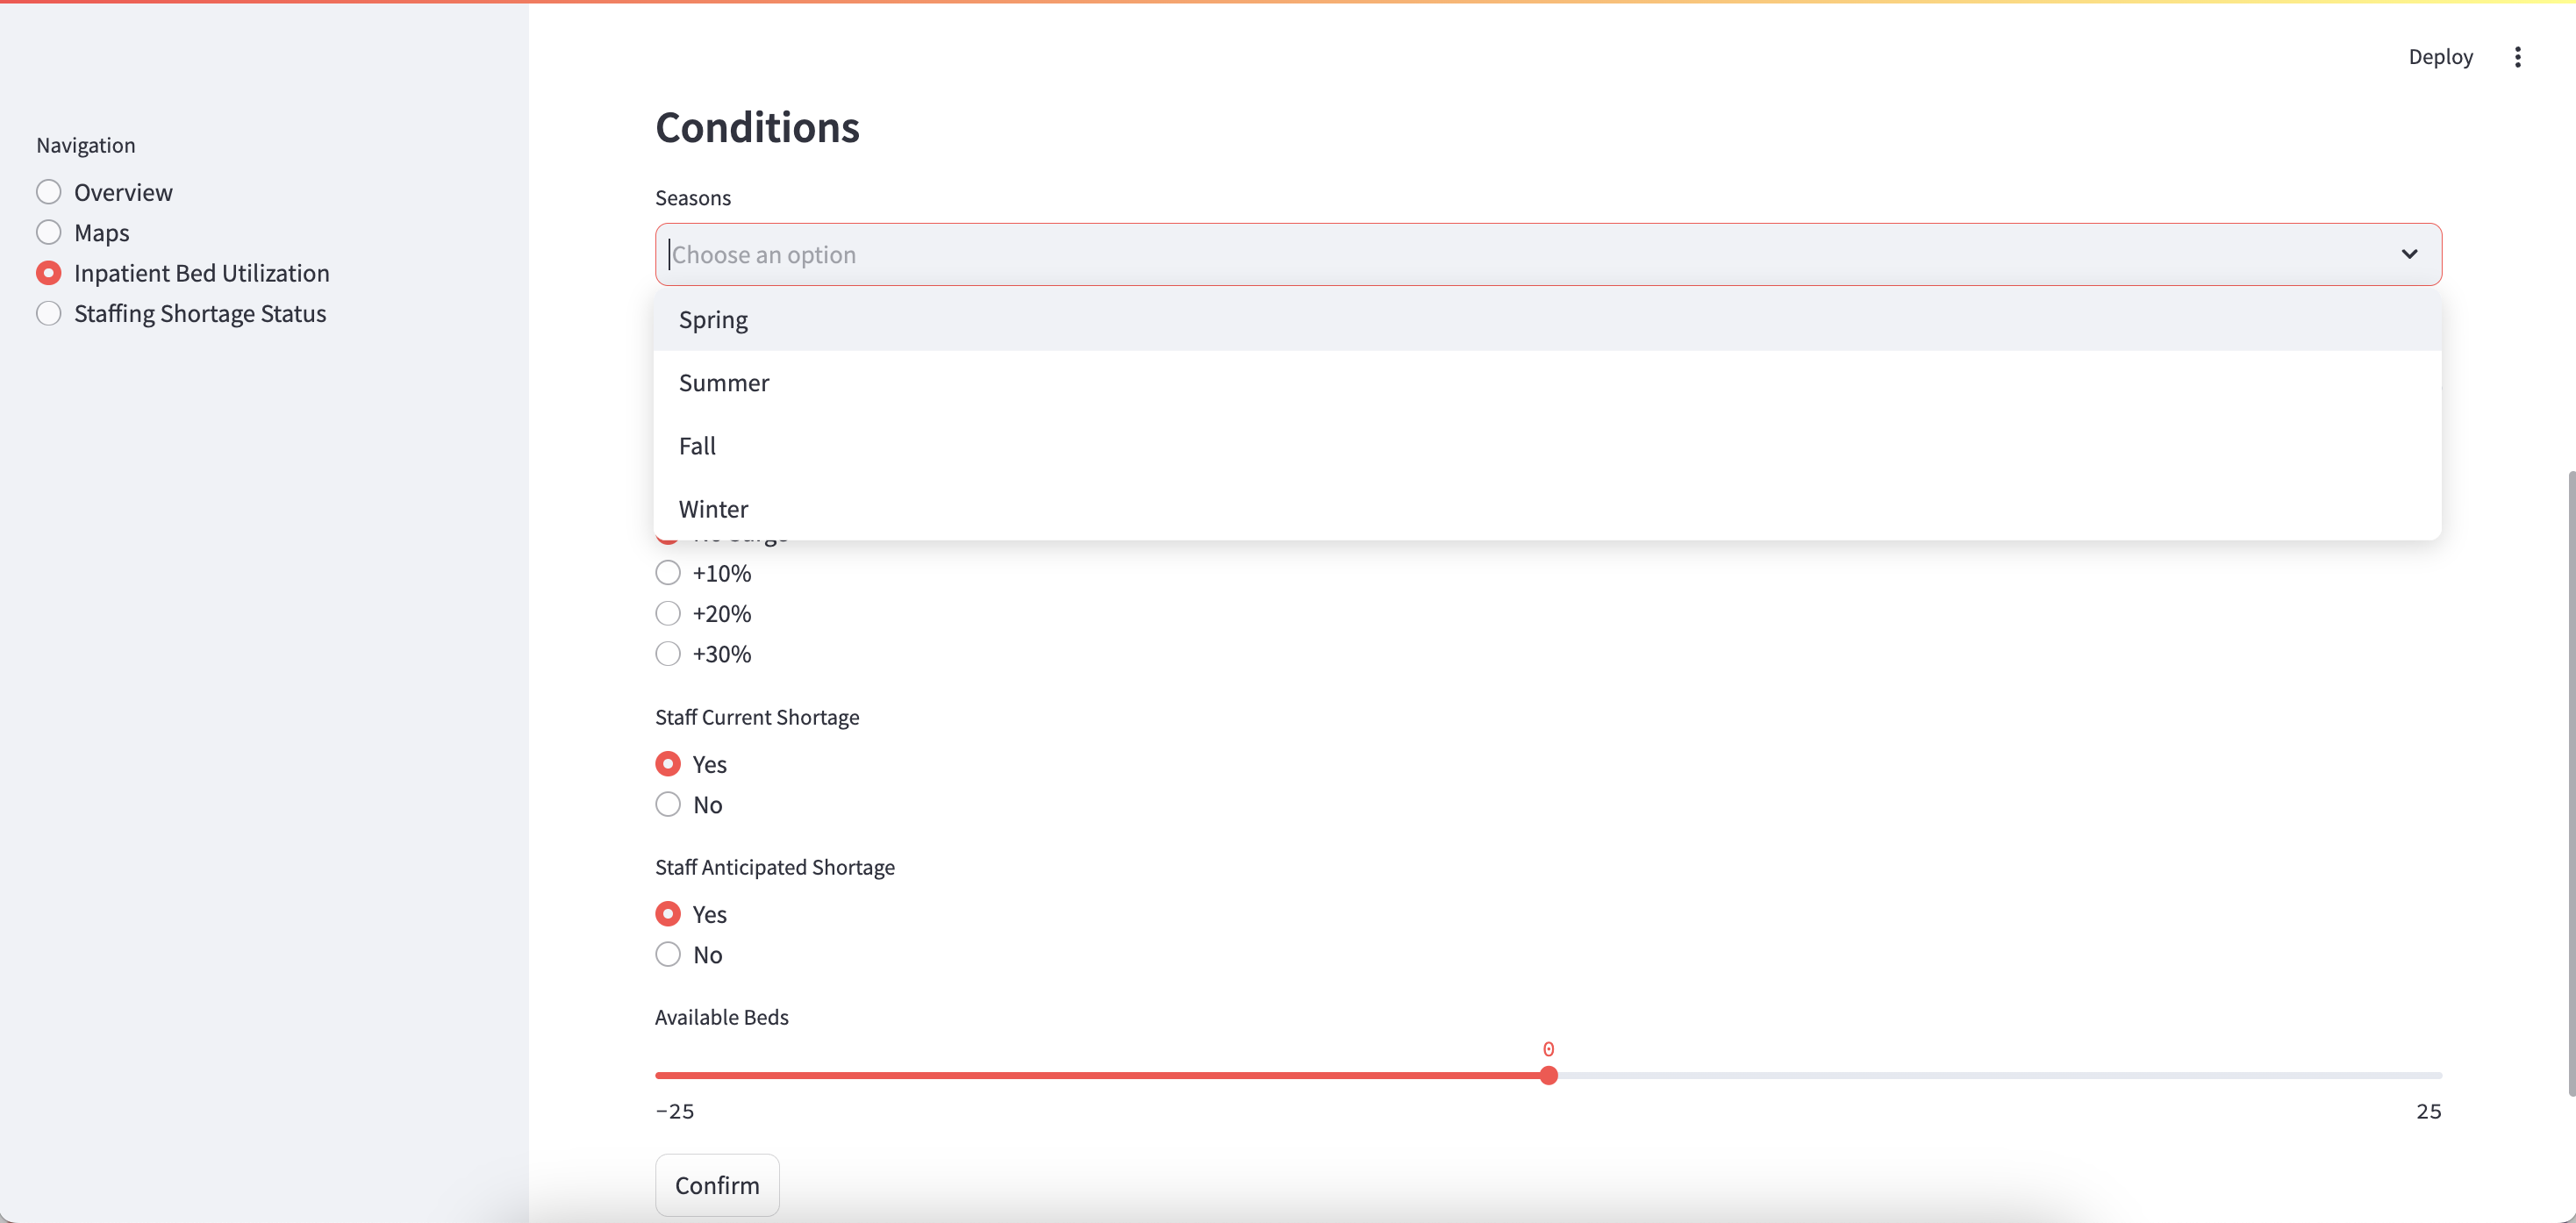 Deploy
Navigation
Overview
Maps
Inpatient Bed Utilization
Staffing Shortage Status
Conditions
Seasons
Choose an option
Spring
Summer
Fall
Winter
+10%
+20%
+30%
Staff Current Shortage
Yes
No
Staff Anticipated Shortage
Yes
No
Available Beds
0
-25
25
Confirm